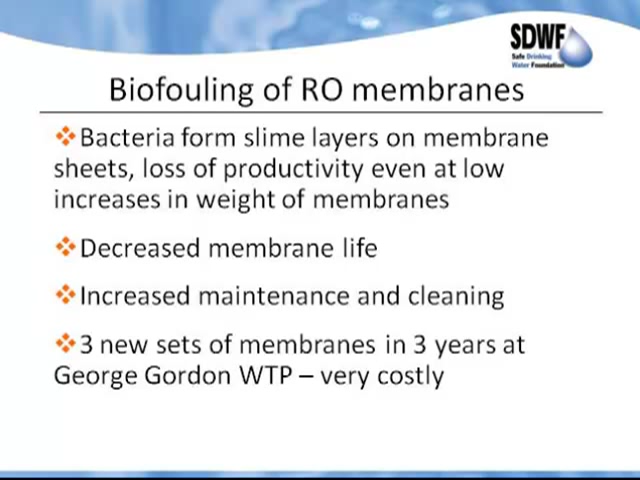 SDWF
Safe Drinking
Water Foundation
Biofouling of RO membranes
Bacteria form slime layers on membrane
sheets, loss of productivity even at low
increases in weight of membranes
Decreased membrane life
Increased maintenance and cleaning
3 new sets of membranes in 3 years at
George Gordon WTP – very costly